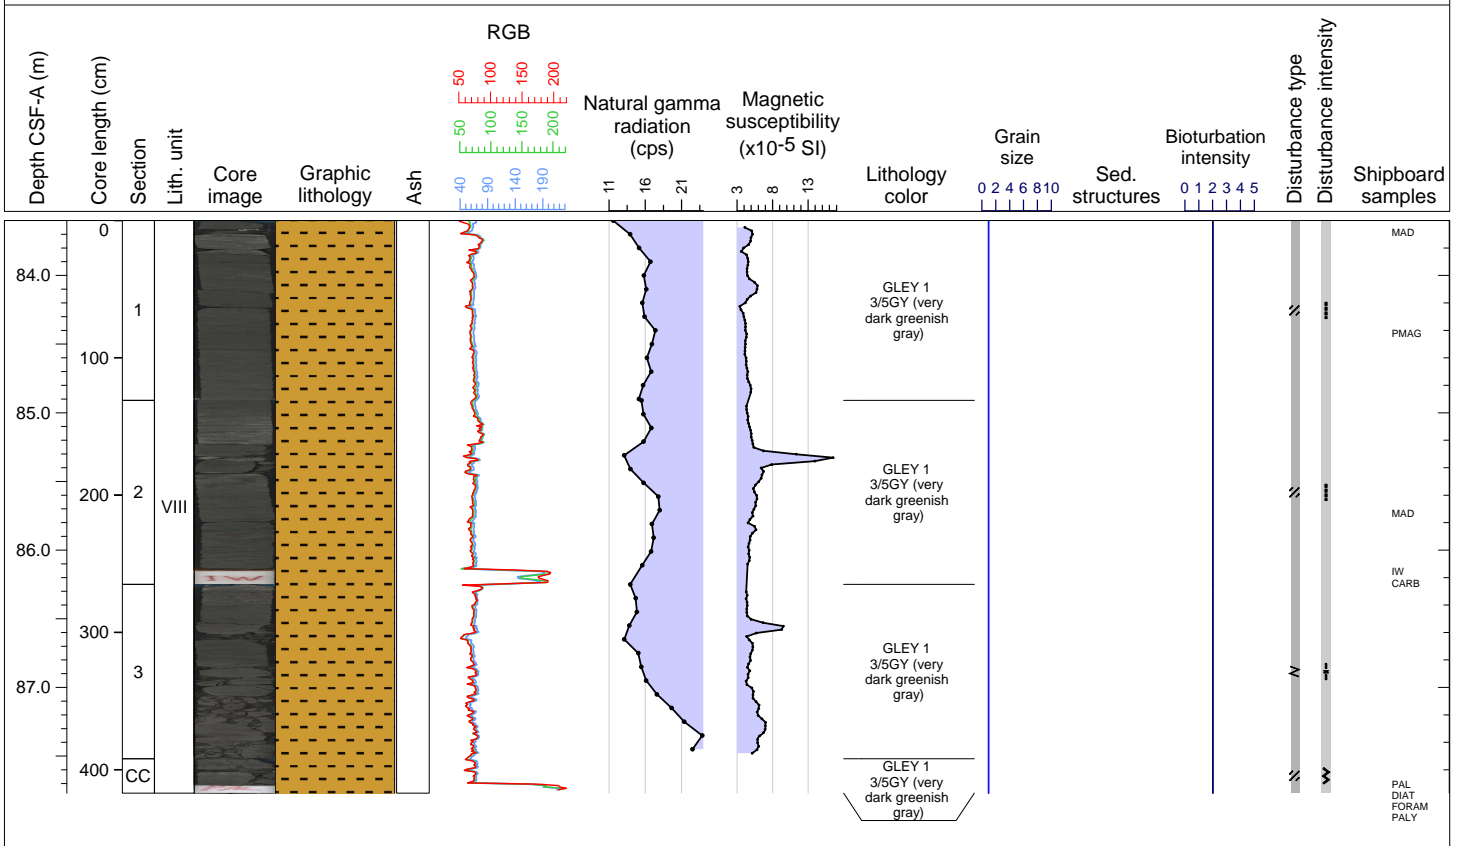 RGB
50 100 150 200
50 100 150 200
40 90 140 190
Depth CSF-A (m)
Core length (cm)
Section
Lith. unit
Core
image
Graphic
lithology
Ash
Natural gamma
radiation
(cps)
11 16 21
Magnetic
susceptibility
(x10-5 SI)
3 8 13
Lithology
color
Grain
size
0 2 4 6 8 10
Sed.
structures
Bioturbation
intensity
0 1 2 3 4 5
Disturbance type
Disturbance intensity
Shipboard
samples
0
84.0
100
85.0
200
86.0
300
87.0
400
1
2
3
CC
VIII
IW
GLEY 1
3/5GY (very
dark greenish
gray)
GLEY 1
3/5GY (very
dark greenish
gray)
GLEY 1
3/5GY (very
dark greenish
gray)
GLEY 1
3/5GY (very
dark greenish
gray)
MAD
PMAG
MAD
IW
CARB
PAL
DIAT
FORAM
PALY